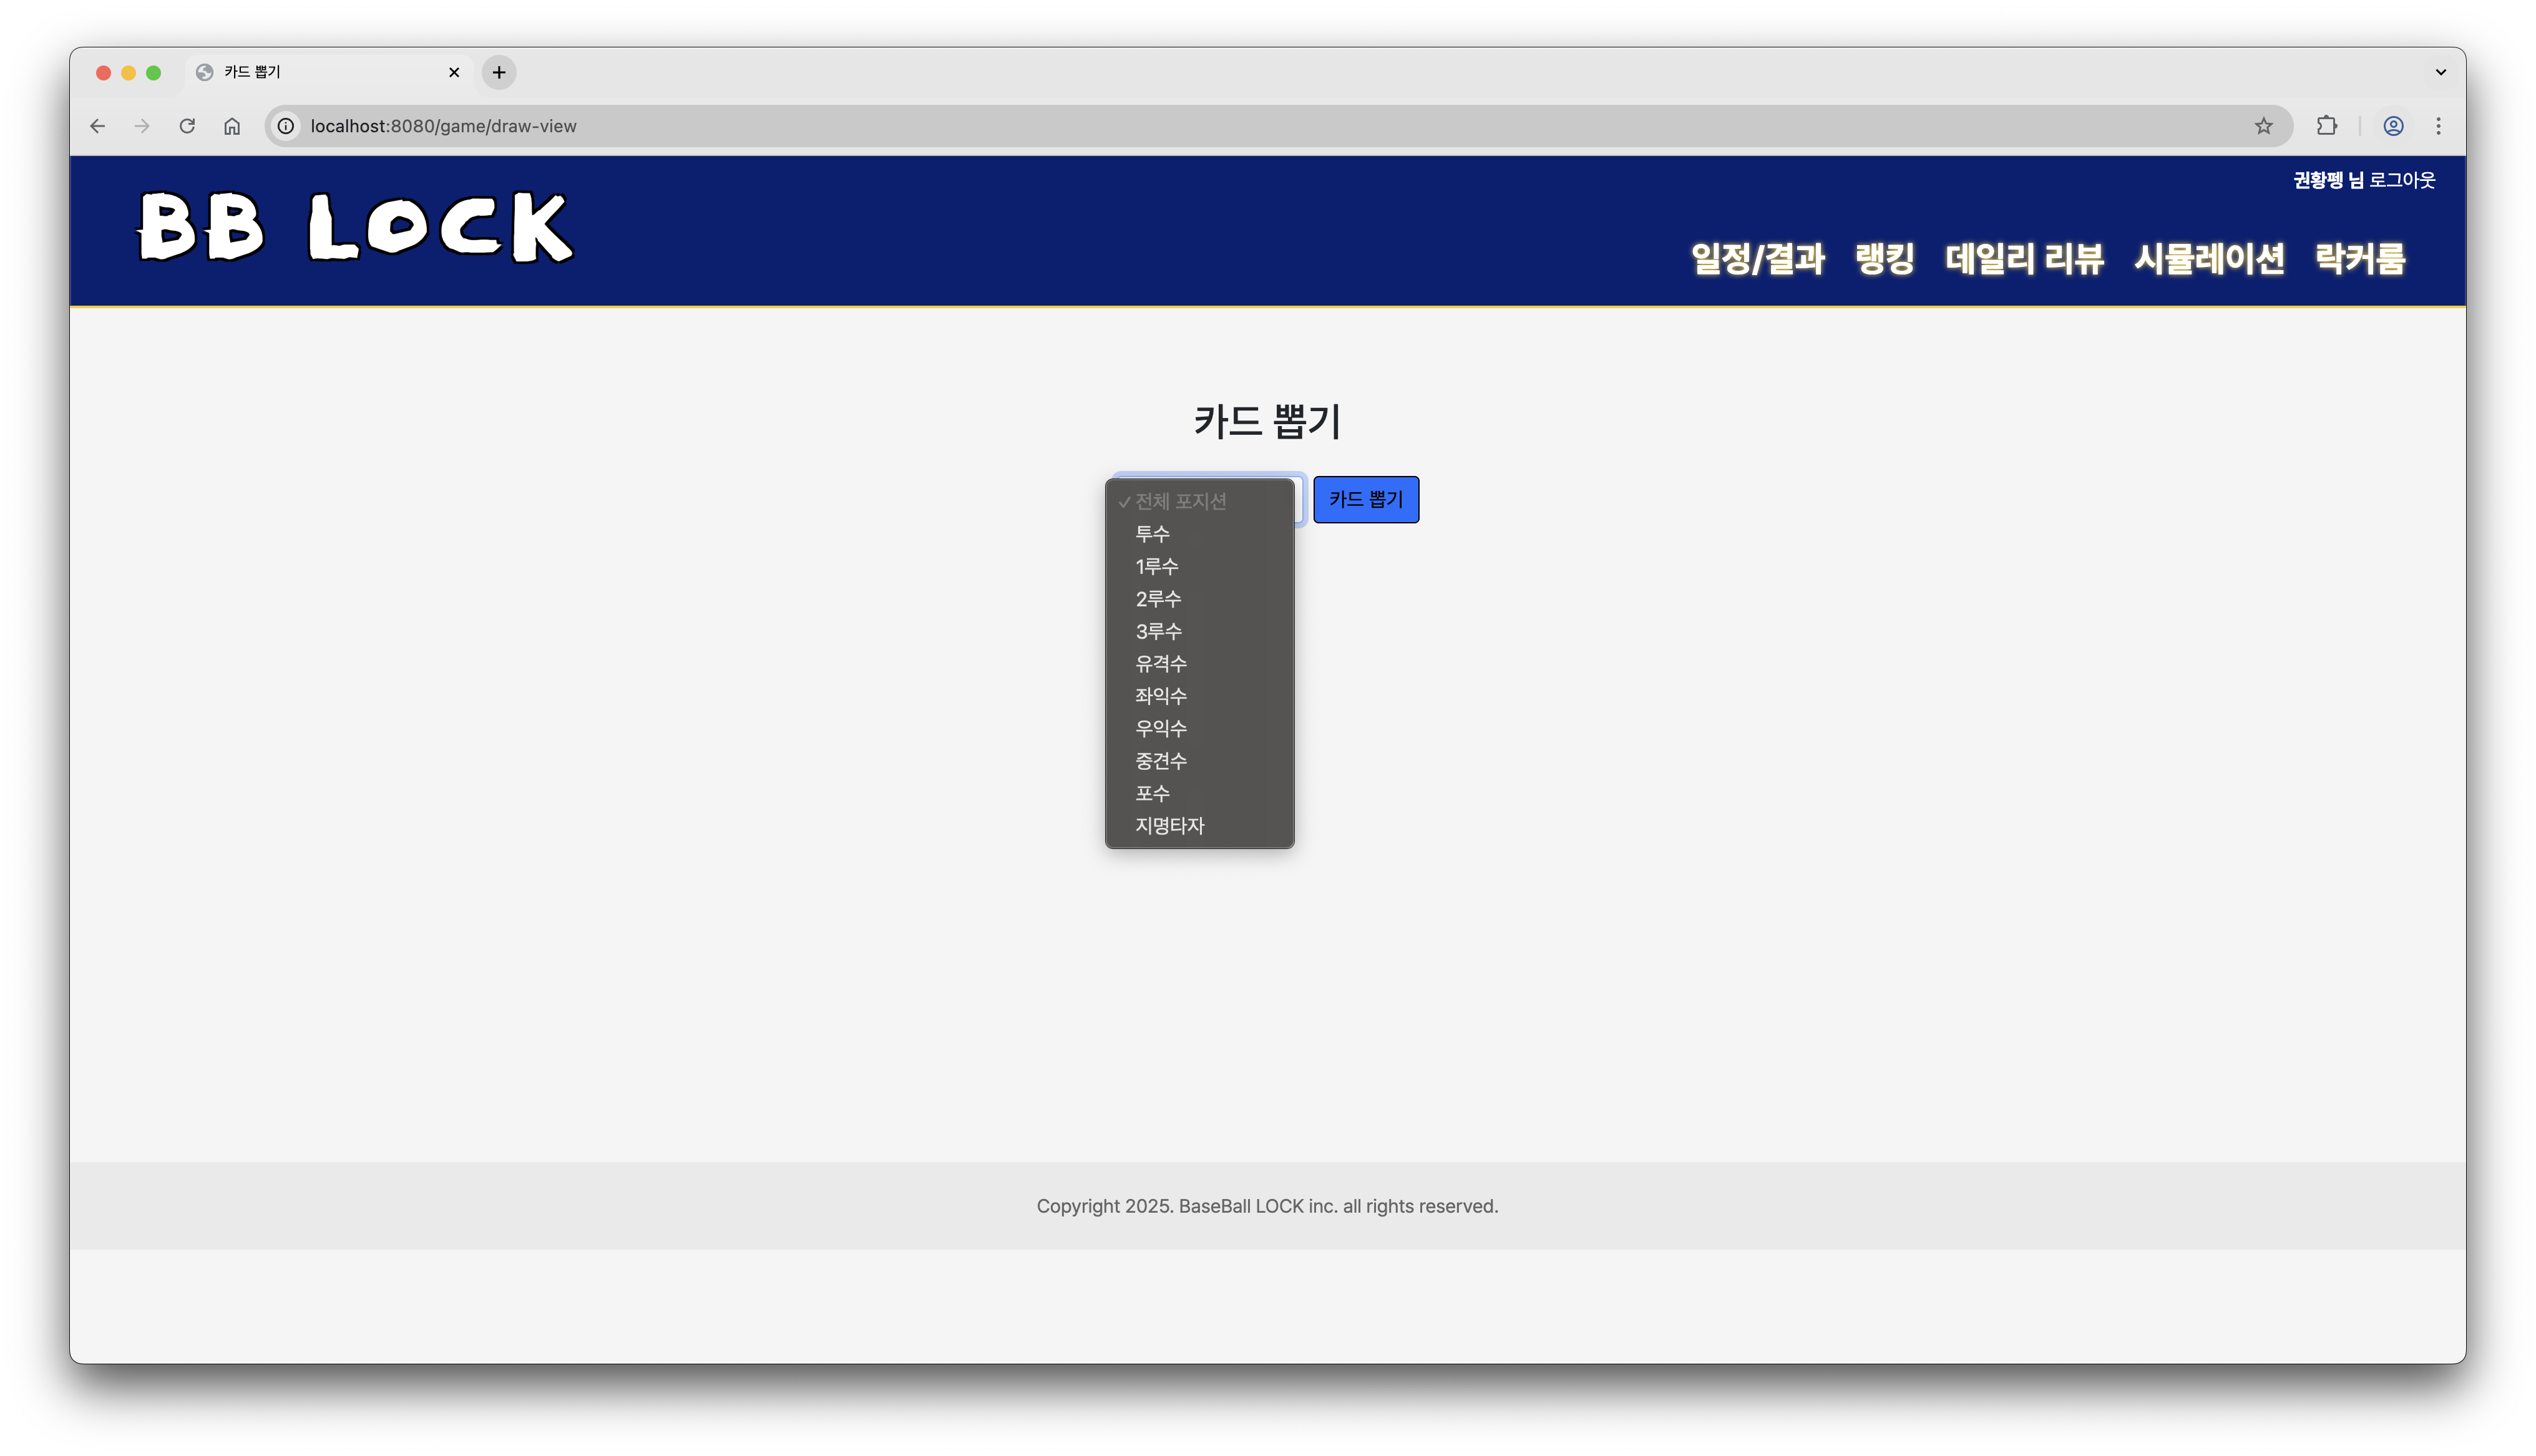 카드 뽑기
localhost:8080/game/draw-view
BB LOCK
권황펭 님 로그아웃
일정/결과 랭킹 데일리 리뷰 시뮬레이션 락커룸
카드 뽑기
전체 포지션
카드 뽑기
투수
1루수
2루수
3루수
유격수
좌익수
우익수
중견수
포수
지명타자
Copyright 2025. BaseBall LOCK inc. all rights reserved.